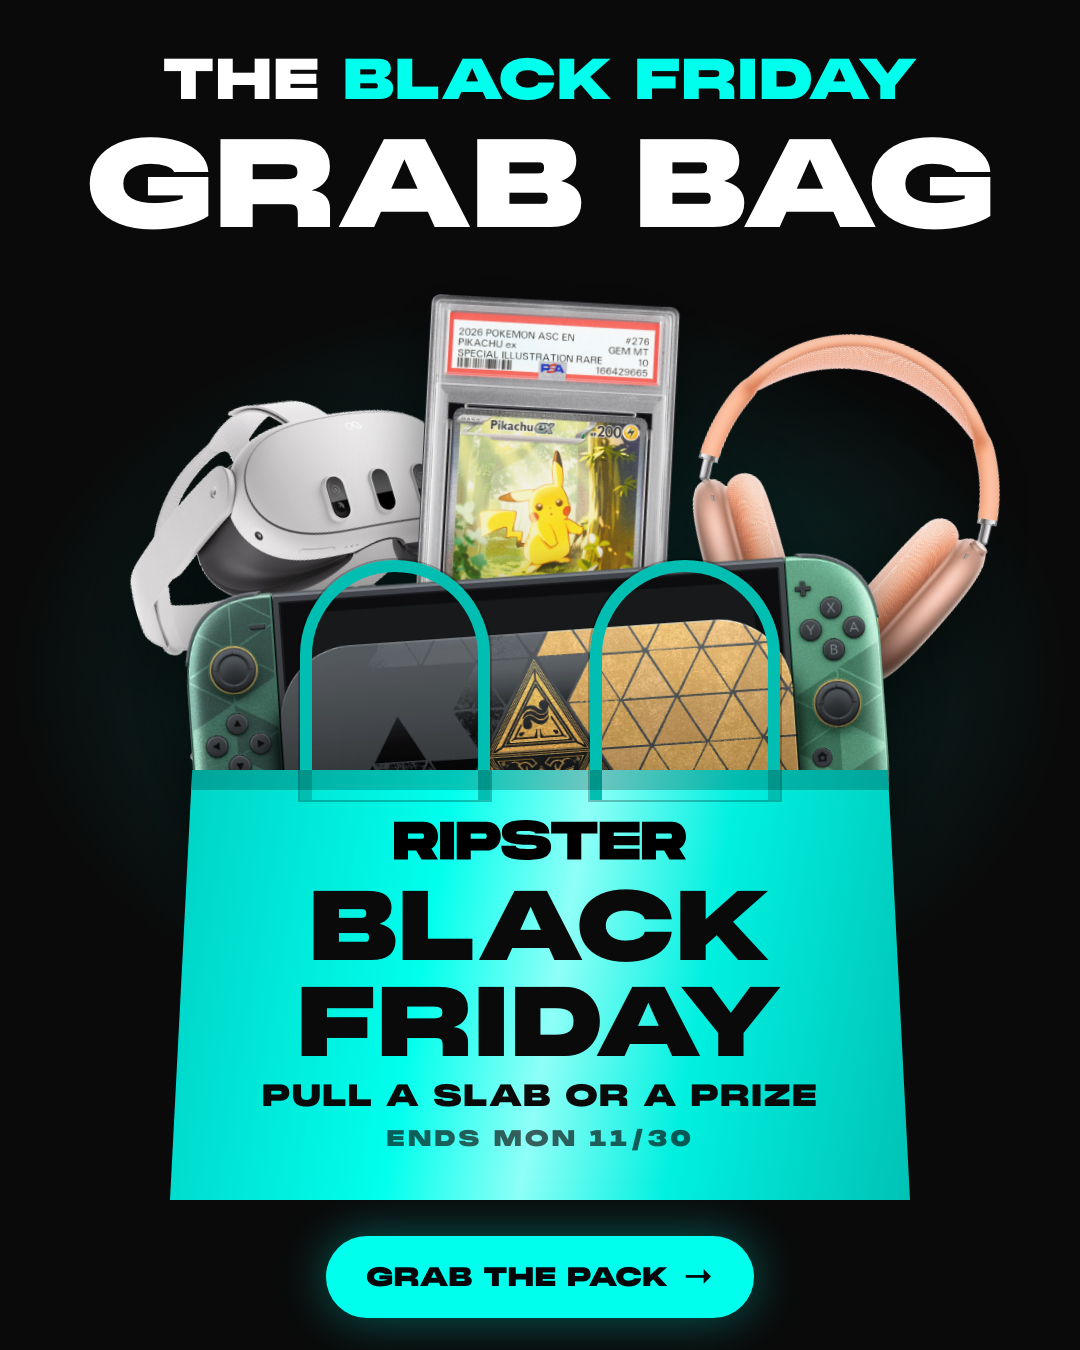 THE BLACK FRIDAY
GRAB BAG
2026 POKEMON ASC EN #276
PIKACHU ex GEM MT
SPECIAL ILLUSTRATION RARE 10
PSA 166429665
Pikachu ex 200
X
Y A
B
RIPSTER
BLACK
FRIDAY
PULL A SLAB OR A PRIZE
ENDS MON 11/30
GRAB THE PACK →